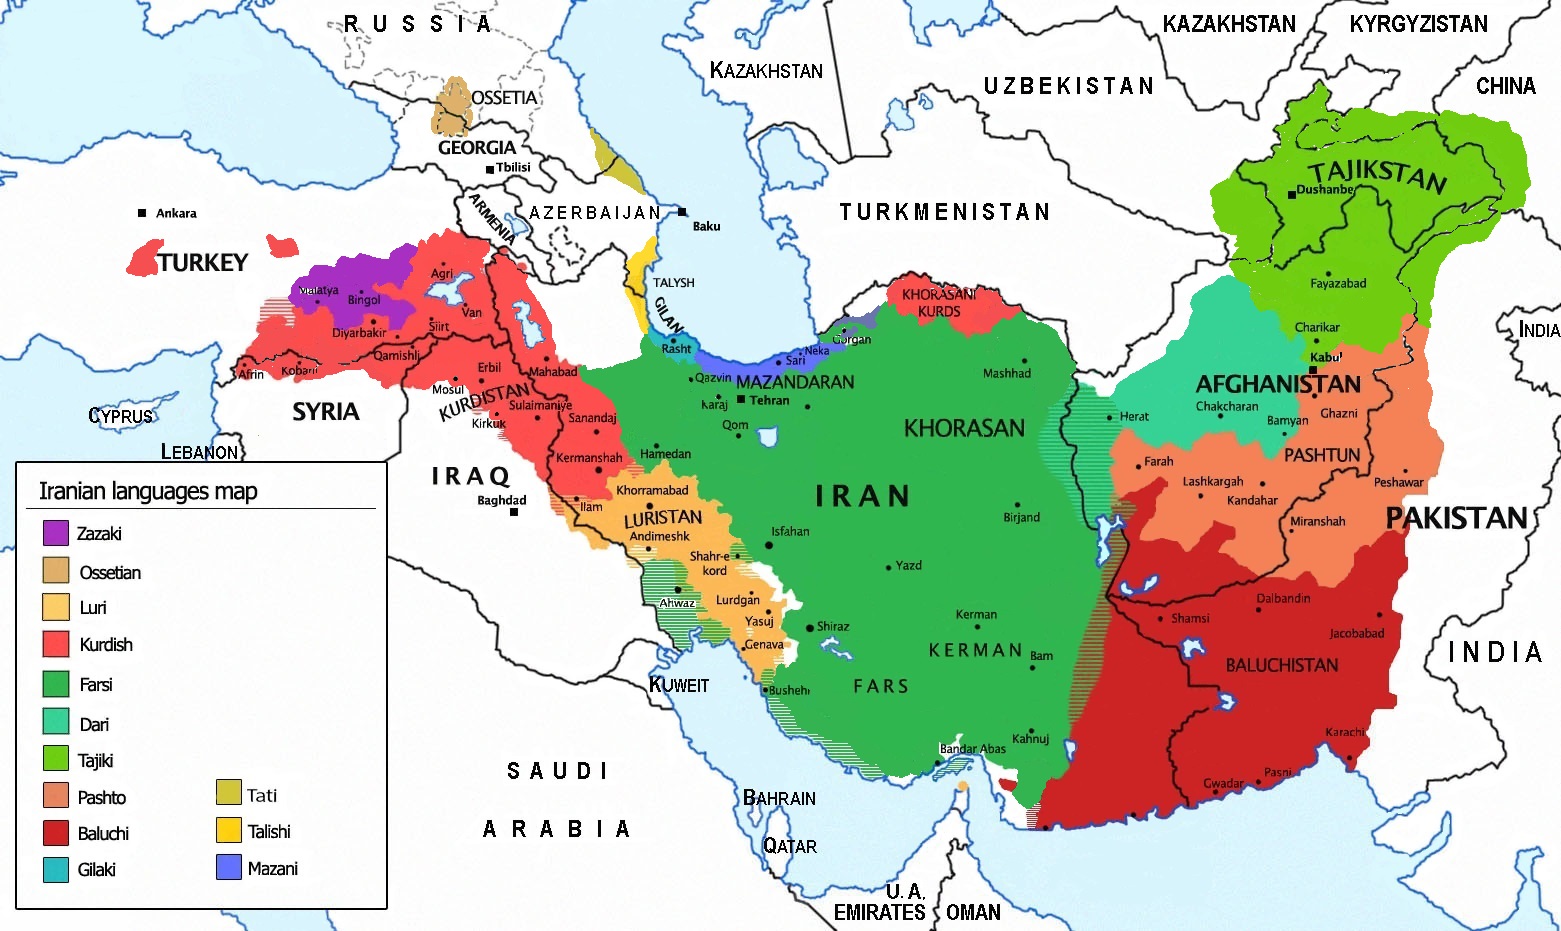 RUSSIA
KAZAKHSTAN
KYRGYZISTAN
KAZAKHSTAN
UZBEKISTAN
CHINA
OSSETIA
GEORGIA
Tbilisi
TAJIKSTAN
Dushanbe
Ankara
ARMENIA
AZERBAIJAN
Baku
TURKMENISTAN
TURKEY
Agri
TALYSH
Malatya
Bingol
Van
GILAN
KHORASANI
KURDS
Fayazabad
Diyarbakir
Siirt
Gorgan
Charikar
INDIA
Qamishli
Rasht
Neka
Sari
Kabul
Afrin
Kobanii
Erbil
Mahabad
Mashhad
Mosul
KURDISTAN
Qazvin
MAZANDARAN
AFGHANISTAN
CYPRUS
SYRIA
Sulaimaniye
Karaj
Tehran
Chakcharan
Ghazni
Kirkuk
Sanandaj
Qom
KHORASAN
Herat
Bamyan
LEBANON
Kermanshah
Hamedan
PASHTUN
Farah
IRAQ
Khorramabad
IRAN
Lashkargah
Peshawar
Baghdad
Ilam
LURISTAN
Birjand
Kandahar
Miranshah
PAKISTAN
Andimeshk
Isfahan
Shahr-e
kord
Yazd
Ahwaz
Lurdgan
Dalbandin
Yasuj
Shiraz
Kerman
Shamsi
Jacobabad
Genava
KERMAN
Bam
BALUCHISTAN
INDIA
KUWEIT
Bushehr
FARS
Kahnuj
Karachi
Bandar Abas
SAUDI
ARABIA
Gwadar
Pasni
BAHRAIN
QATAR
U.A.
EMIRATES
OMAN
Iranian languages map
Zazaki
Ossetian
Luri
Kurdish
Farsi
Dari
Tajiki
Pashto
Baluchi
Gilaki
Tati
Talishi
Mazani